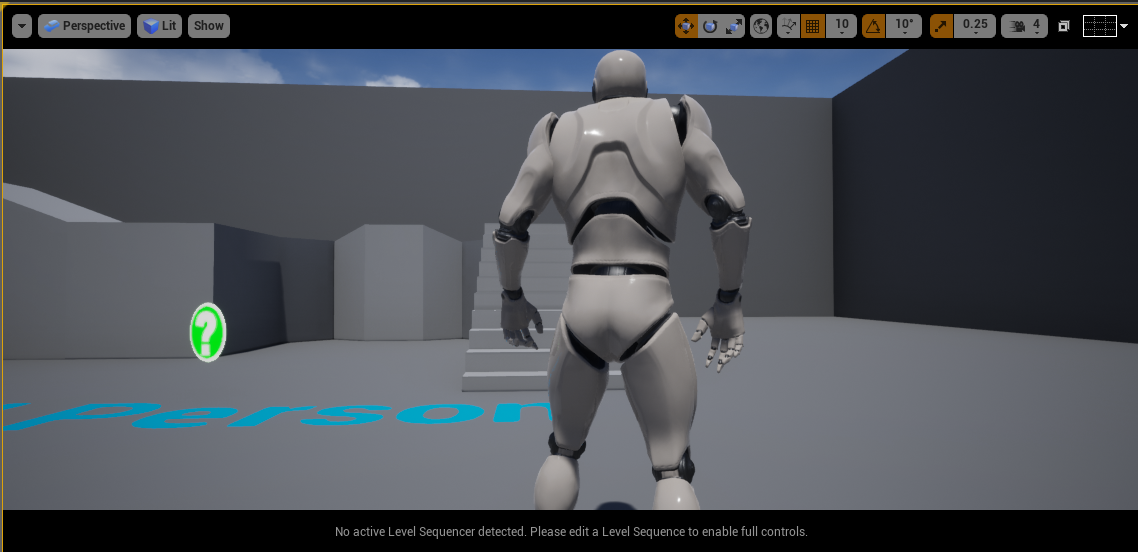 Perspective Lit Show 10 10° 0.25 4
?
Person
No active Level Sequencer detected. Please edit a Level Sequence to enable full controls.